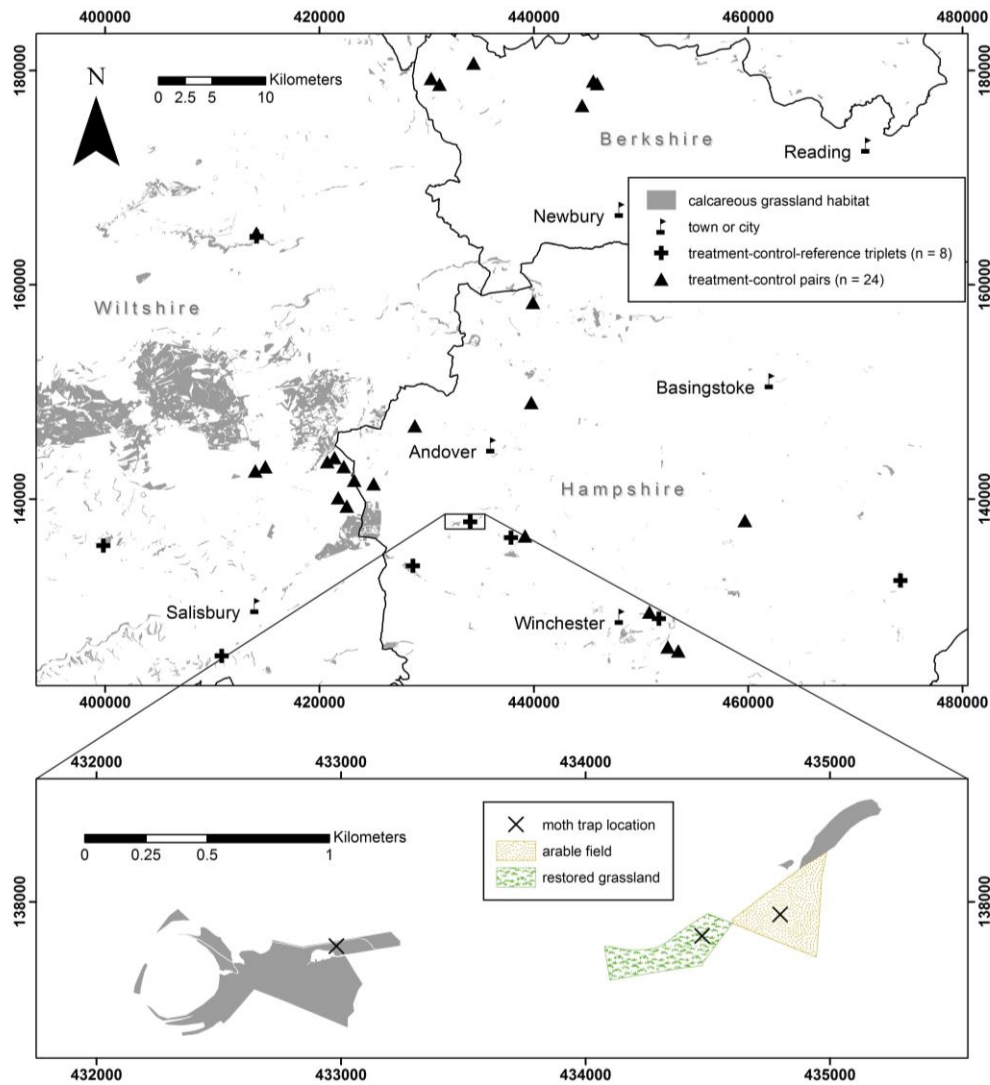 400000 420000 440000 460000 480000
180000 180000
N
Kilometers
0 2.5 5 10
Berkshire
Reading
calcareous grassland habitat
Newbury
town or city
treatment-control-reference triplets (n = 8)
160000 160000
treatment-control pairs (n = 24)
Wiltshire
Basingstoke
Andover
Hampshire
140000 140000
Salisbury
Winchester
400000 420000 440000 460000 480000
432000 433000 434000 435000
Kilometers
0 0.25 0.5 1
moth trap location
arable field
restored grassland
138000 138000
432000 433000 434000 435000